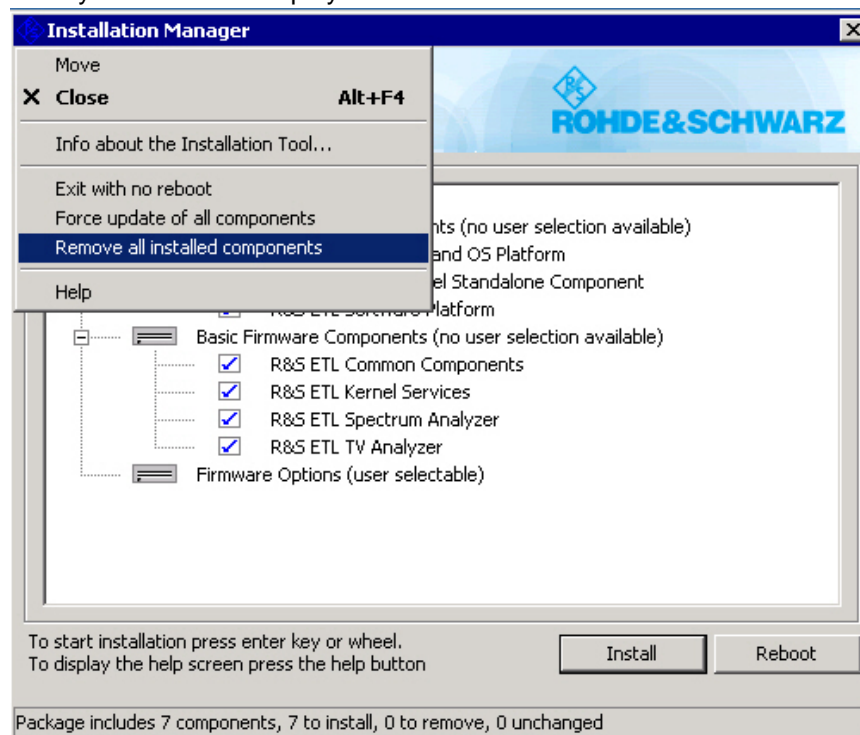 Installation Manager
Move
Close Alt+F4
Info about the Installation Tool...
Exit with no reboot
Force update of all components
Remove all installed components
Help
ROHDE&SCHWARZ
(no user selection available)
and OS Platform
Standalone Component
Platform
Basic Firmware Components (no user selection available)
R&S ETL Common Components
R&S ETL Kernel Services
R&S ETL Spectrum Analyzer
R&S ETL TV Analyzer
Firmware Options (user selectable)
To start installation press enter key or wheel.
To display the help screen press the help button
Install
Reboot
Package includes 7 components, 7 to install, 0 to remove, 0 unchanged